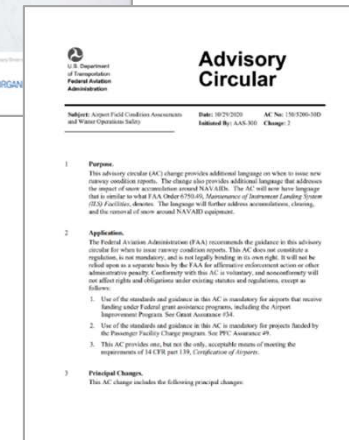 ORGAN
U.S. Department
of Transportation
Federal Aviation
Administration
Advisory
Circular
Subject: Airport Field Condition Assessments
and Winter Operations Safety
Date: 10/29/2020
Initiated By: AAS-300
AC No: 150/5200-30D
Change: 2
1 Purpose.
This advisory circular (AC) change provides additional language on when to issue new
runway condition reports. The change also provides additional language that addresses
the impact of snow accumulation around NAVAIDs. The AC will now have language
that is similar to what FAA Order 6750.49, Maintenance of Instrument Landing System
(ILS) Facilities, denotes. The language will further address accumulations, clearing,
and the removal of snow around NAVAID equipment.
2 Application.
The Federal Aviation Administration (FAA) recommends the guidance in this advisory
circular for when to issue runway condition reports. This AC does not constitute a
regulation, is not mandatory, and is not legally binding in its own right. It will not be
relied upon as a separate basis by the FAA for affirmative enforcement action or other
administrative penalty. Conformity with this AC is voluntary, and nonconformity will
not affect rights and obligations under existing statutes and regulations, except as
follows:
1. Use of the standards and guidance in this AC is mandatory for airports that receive
funding under Federal grant assistance programs, including the Airport
Improvement Program. See Grant Assurance #34.
2. Use of the standards and guidance in this AC is mandatory for projects funded by
the Passenger Facility Charge program. See PFC Assurance #9.
3. This AC provides one, but not the only, acceptable means of meeting the
requirements of 14 CFR part 139, Certification of Airports.
3 Principal Changes.
This AC change includes the following principal changes: